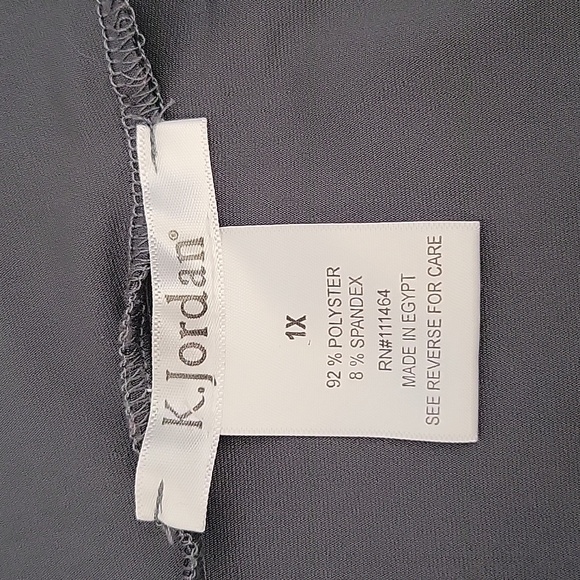 K.Jordan®
1X
92 % POLYSTER
8 % SPANDEX
RN#111464
MADE IN EGYPT
SEE REVERSE FOR CARE